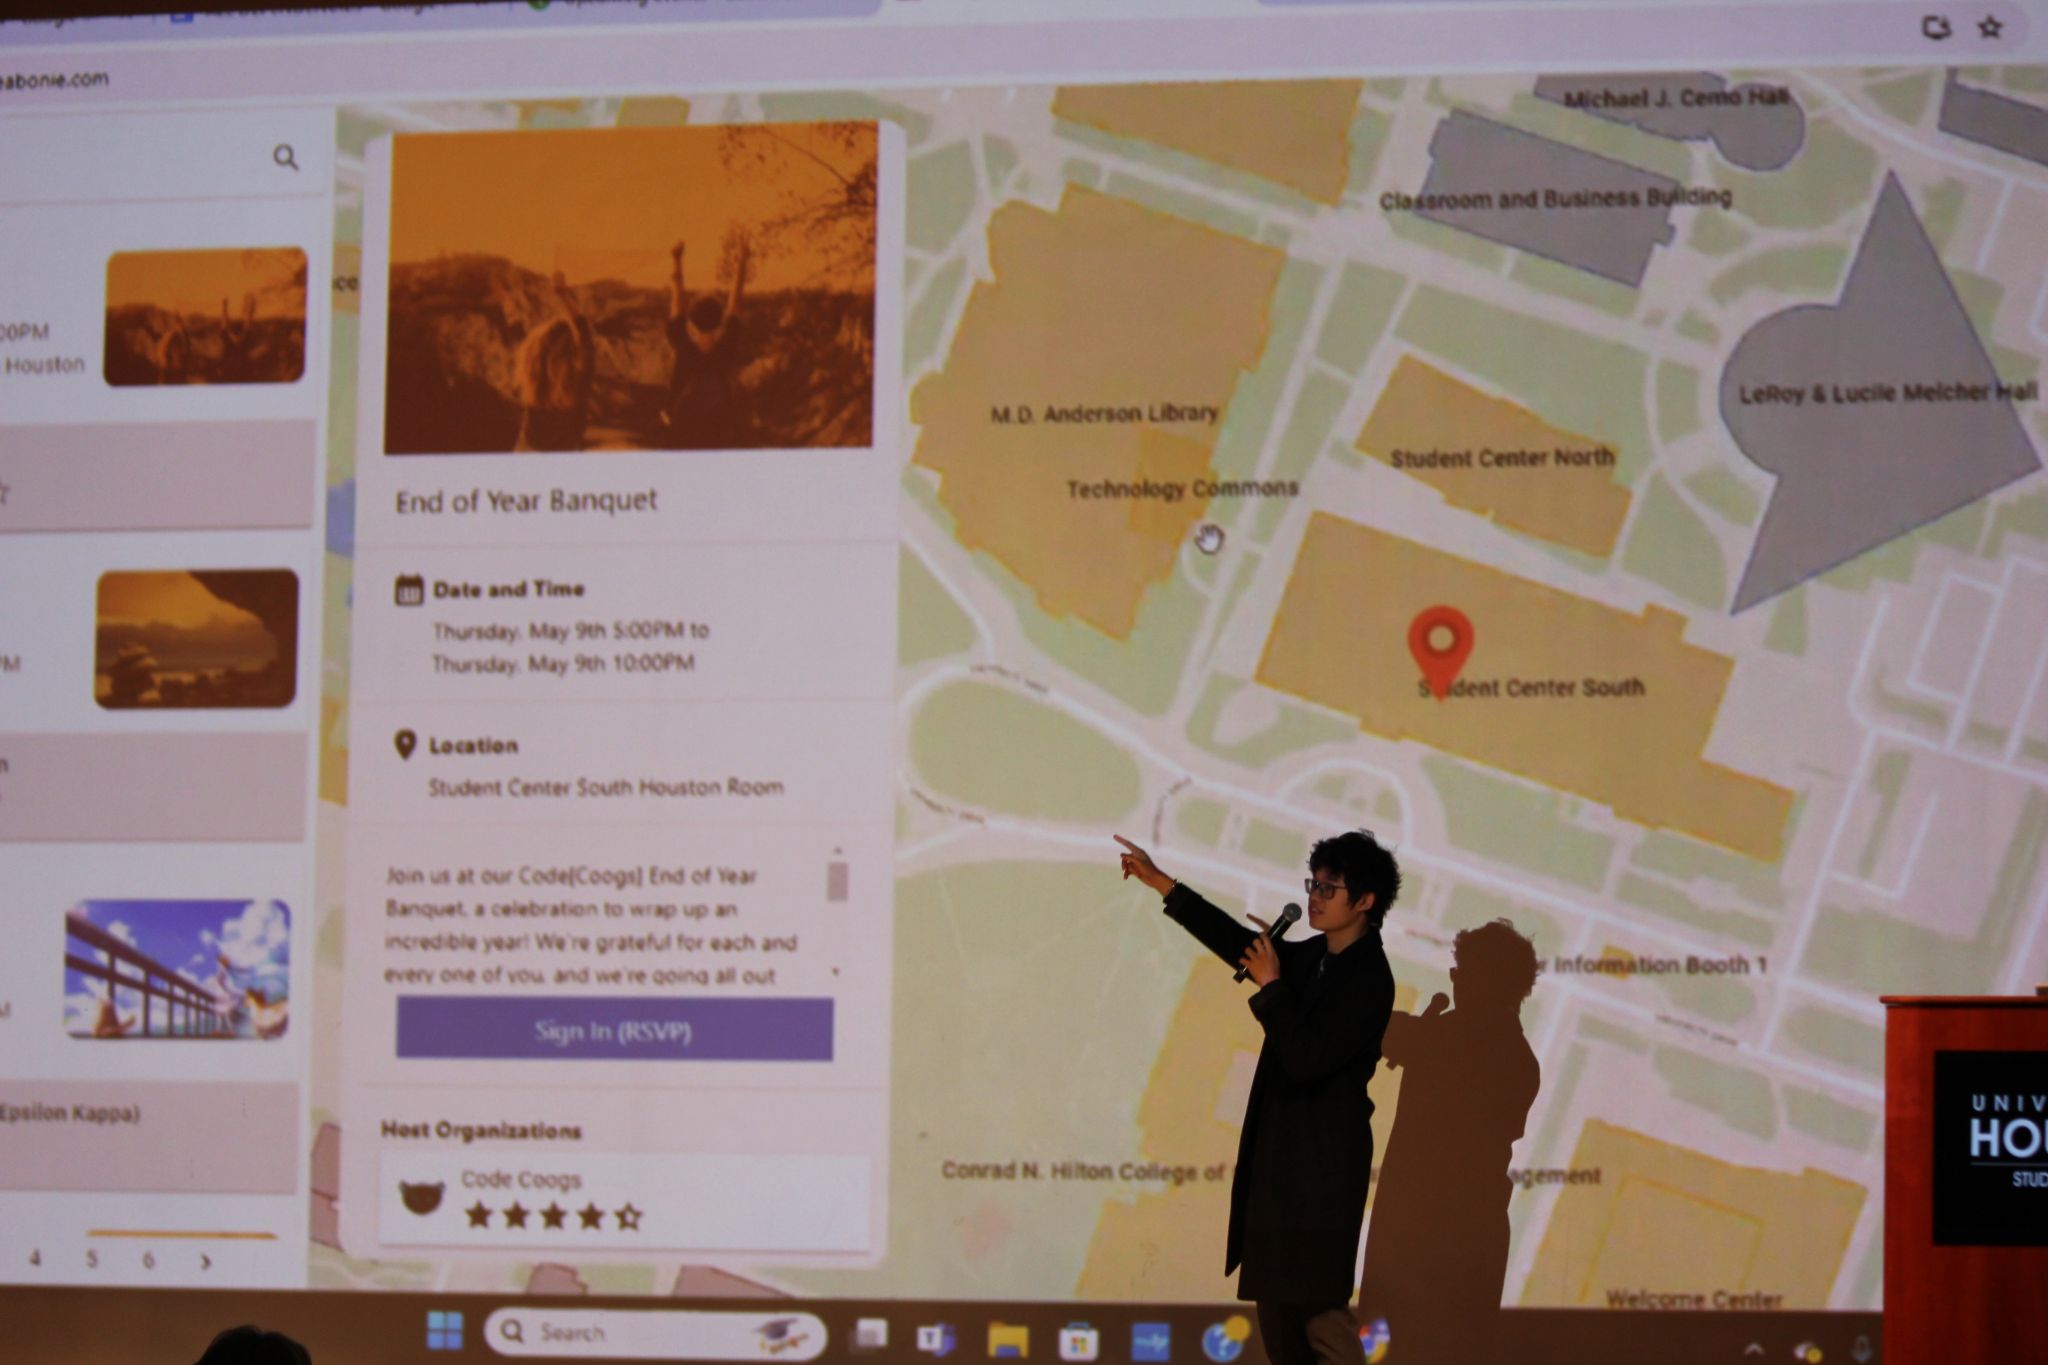 eabonie.com
00PM
Houston
PM
Epsilon Kappa)
4 5 6 >
End of Year Banquet
Date and Time
Thursday, May 9th 5:00PM to
Thursday, May 9th 10:00PM
Location
Student Center South Houston Room
Join us at our Code[Coogs] End of Year
Banquet, a celebration to wrap up an
incredible year! We're grateful for each and
every one of you, and we're going all out
Sign In (RSVP)
Host Organizations
Code Coogs
Michael J. Cemo Hall
Classroom and Business Building
LeRoy & Lucile Melcher Hall
M.D. Anderson Library
Student Center North
Technology Commons
Student Center South
Information Booth 1
Conrad N. Hilton College of
agement
Welcome Center
Search
UNIV
HOU
STUD